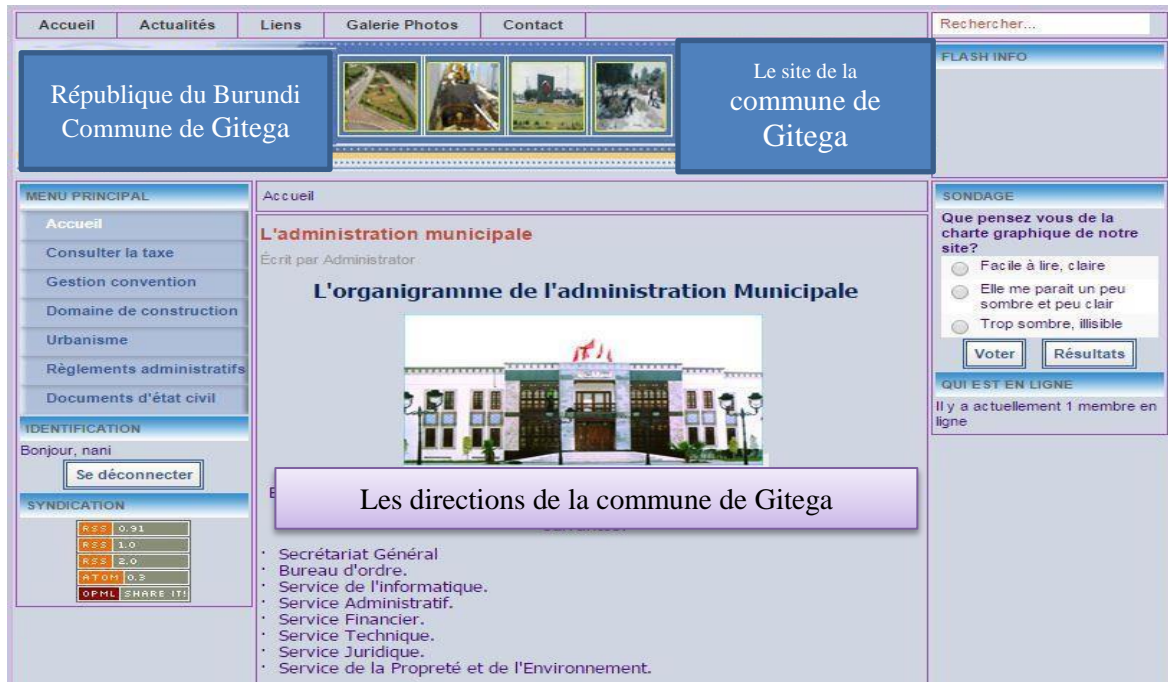 Accueil
Actualités
Liens
Galerie Photos
Contact
Rechercher...
République du Burundi
Commune de Gitega
Le site de la
commune de
Gitega
FLASH INFO
MENU PRINCIPAL
Accueil
Consulter la taxe
Gestion convention
Domaine de construction
Urbanisme
Règlements administratifs
Documents d'état civil
IDENTIFICATION
Bonjour, nani
Se déconnecter
SYNDICATION
RSS 0.91
RSS 1.0
RSS 2.0
ATOM 0.3
OPML SHARE IT!
Accueil
L'administration municipale
Écrit par Administrator
L'organigramme de l'administration Municipale
Les directions de la commune de Gitega
· Secrétariat Général
· Bureau d'ordre.
· Service de l'informatique.
· Service Administratif.
· Service Financier.
· Service Technique.
· Service Juridique.
· Service de la Propreté et de l'Environnement.
SONDAGE
Que pensez vous de la
charte graphique de notre
site?
Facile à lire, claire
Elle me parait un peu
sombre et peu clair
Trop sombre, illisible
Voter
Résultats
QUI EST EN LIGNE
Il y a actuellement 1 membre en
ligne